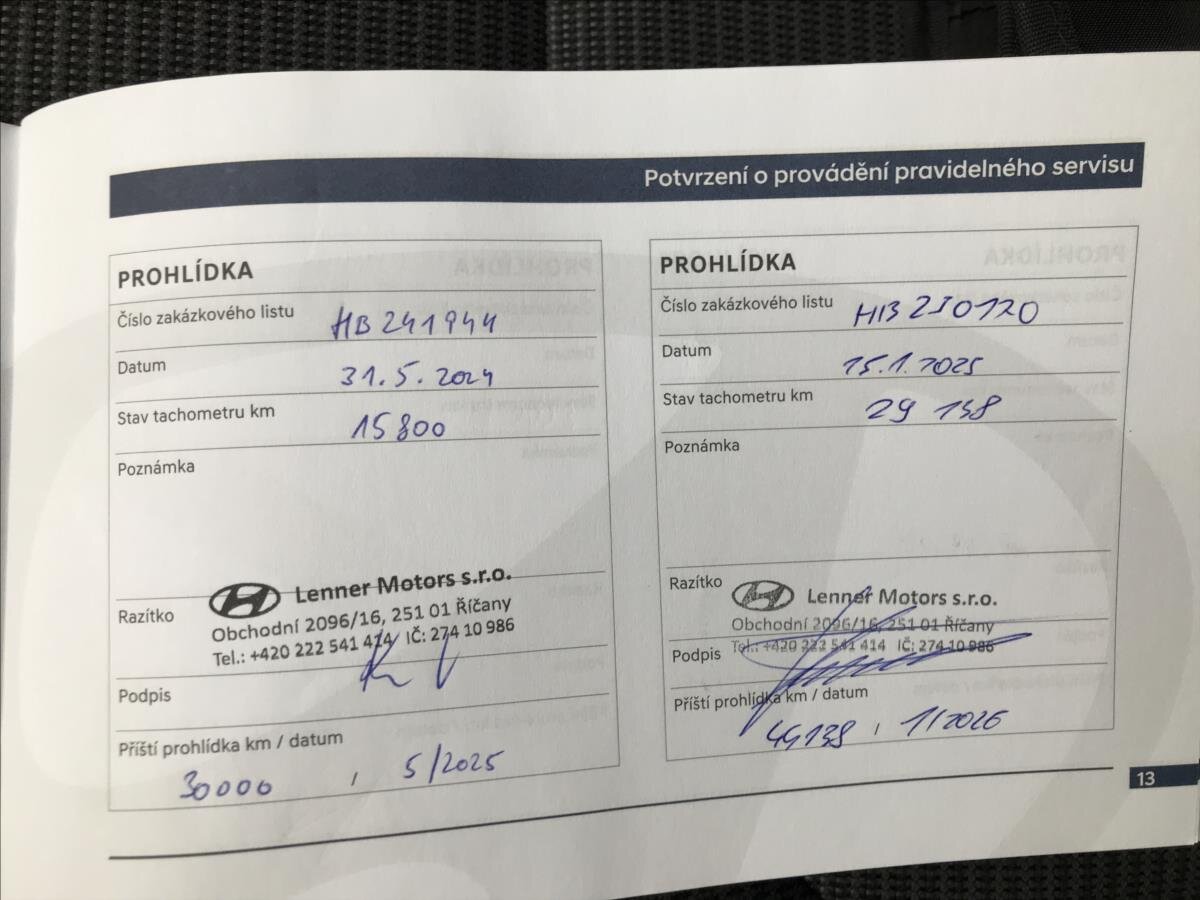 Potvrzení o provádění pravidelného servisu
PROHLÍDKA
Číslo zakázkového listu HB241944
Datum 31.5.2024
Stav tachometru km 15800
Poznámka
Razítko
Lenner Motors s.r.o.
Obchodní 2096/16, 251 01 Říčany
Tel.: +420 222 541 414 IČ: 274 10 986
Podpis
Příští prohlídka km / datum
30000 / 5/2025
PROHLÍDKA
Číslo zakázkového listu HB250120
Datum 15.1.2025
Stav tachometru km 29 138
Poznámka
Razítko
Lenner Motors s.r.o.
Obchodní 2096/16, 251 01 Říčany
Podpis Tel.: +420 222 541 414 IČ: 274 10 986
Příští prohlídka km / datum
44138 / 1/2026
13